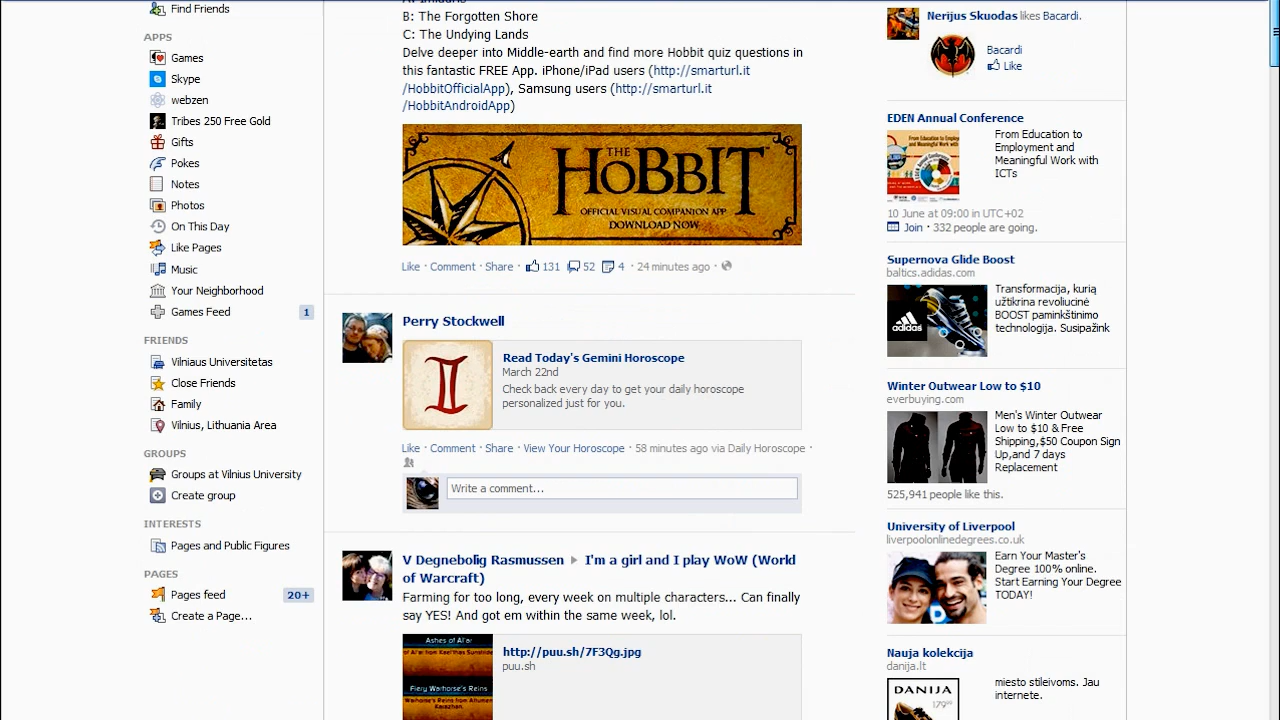 Find Friends
APPS
Games
Skype
webzen
Tribes 250 Free Gold
Gifts
Pokes
Notes
Photos
On This Day
Like Pages
Music
Your Neighborhood
Games Feed 1
FRIENDS
Vilniaus Universitetas
Close Friends
Family
Vilnius, Lithuania Area
GROUPS
Groups at Vilnius University
Create group
INTERESTS
Pages and Public Figures
PAGES
Pages feed 20+
Create a Page...
B: The Forgotten Shore
C: The Undying Lands
Delve deeper into Middle-earth and find more Hobbit quiz questions in
this fantastic FREE App. iPhone/iPad users (http://smarturl.it
/HobbitOfficialApp), Samsung users (http://smarturl.it
/HobbitAndroidApp)
THE
HOBBIT
OFFICIAL VISUAL COMPANION APP
DOWNLOAD NOW
Like · Comment · Share · 131 52 4 · 24 minutes ago ·
Perry Stockwell
Read Today's Gemini Horoscope
March 22nd
Check back every day to get your daily horoscope
personalized just for you.
Like · Comment · Share · View Your Horoscope · 58 minutes ago via Daily Horoscope ·
Write a comment...
V Degnebolig Rasmussen ▶ I'm a girl and I play WoW (World
of Warcraft)
Farming for too long, every week on multiple characters... Can finally
say YES! And got em within the same week, lol.
Ashes of Al'ar
Fiery Warhorse's Reins
http://puu.sh/7F3Qg.jpg
puu.sh
Nerijus Skuodas likes Bacardi.
Bacardi
Like
EDEN Annual Conference
From Education to
Employment and
Meaningful Work with
ICTs
10 June at 09:00 in UTC+02
Join · 332 people are going.
Supernova Glide Boost
baltics.adidas.com
adidas
Transformacija, kurią
užtikrina revoliucinė
BOOST paminkštinimo
technologija. Susipažink
Winter Outwear Low to $10
everbuying.com
Men's Winter Outwear
Low to $10 & Free
Shipping,$50 Coupon Sign
Up,and 7 days
Replacement
525,941 people like this.
University of Liverpool
liverpoolonlinedegrees.co.uk
Earn Your Master's
Degree 100% online.
Start Earning Your Degree
TODAY!
Nauja kolekcija
danija.lt
DANIJA
miesto stileivoms. Jau
internete.